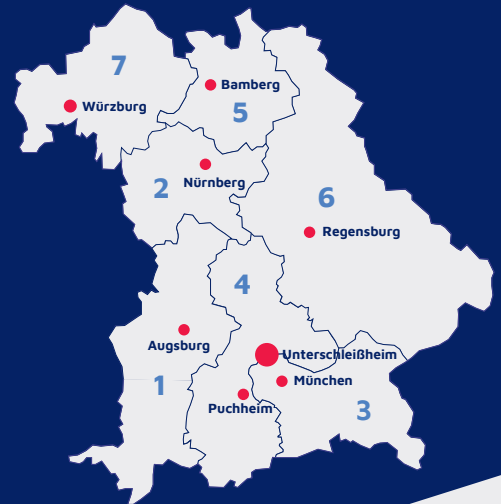 7
Bamberg
Würzburg
5
Nürnberg
2
6
Regensburg
4
Augsburg
Unterschleißheim
München
1
Puchheim
3